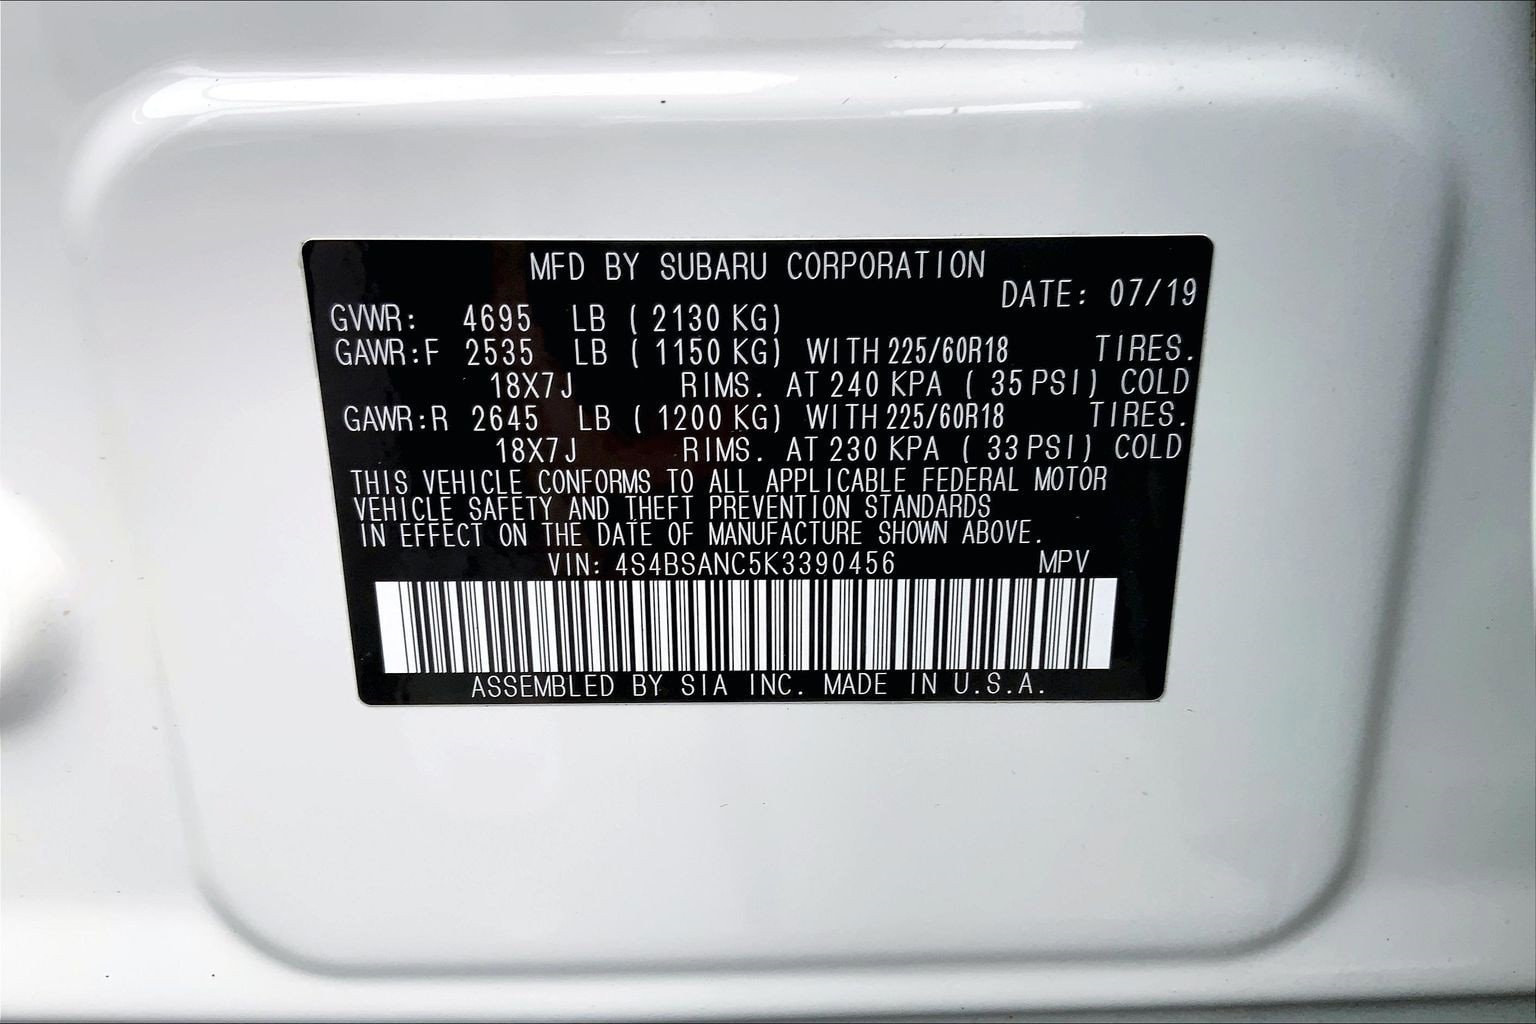 MFD BY SUBARU CORPORATION
DATE: 07/19
GVWR: 4695 LB ( 2130 KG)
GAWR:F 2535 LB ( 1150 KG) WITH 225/60R18 TIRES.
18X7J RIMS. AT 240 KPA ( 35 PSI) COLD
GAWR:R 2645 LB ( 1200 KG) WITH 225/60R18 TIRES.
18X7J RIMS. AT 230 KPA ( 33 PSI) COLD
THIS VEHICLE CONFORMS TO ALL APPLICABLE FEDERAL MOTOR
VEHICLE SAFETY AND THEFT PREVENTION STANDARDS
IN EFFECT ON THE DATE OF MANUFACTURE SHOWN ABOVE.
VIN: 4S4BSANC5K3390456 MPV
ASSEMBLED BY SIA INC. MADE IN U.S.A.